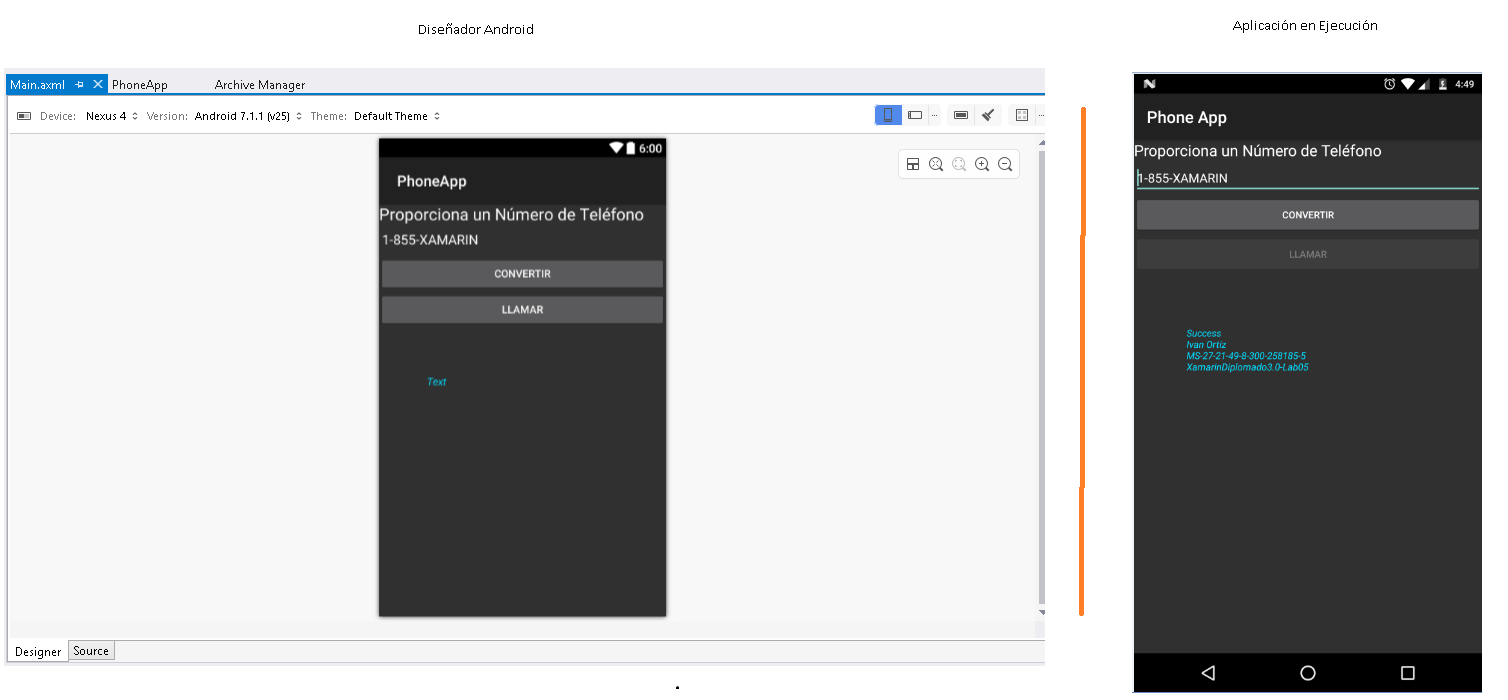 Diseñador Android
Aplicación en Ejecución
Main.axml
PhoneApp
Archive Manager
Device: Nexus 4 Version: Android 7.1.1 (v25) Theme: Default Theme
6:00
PhoneApp
Proporciona un Número de Teléfono
1-855-XAMARIN
CONVERTIR
LLAMAR
Text
Designer
Source
4:49
Phone App
Proporciona un Número de Teléfono
1-855-XAMARIN
CONVERTIR
LLAMAR
Success
Ivan Ortiz
MS-27-21-49-8-300-258185-5
XamarinDiplomado3.0-Lab05